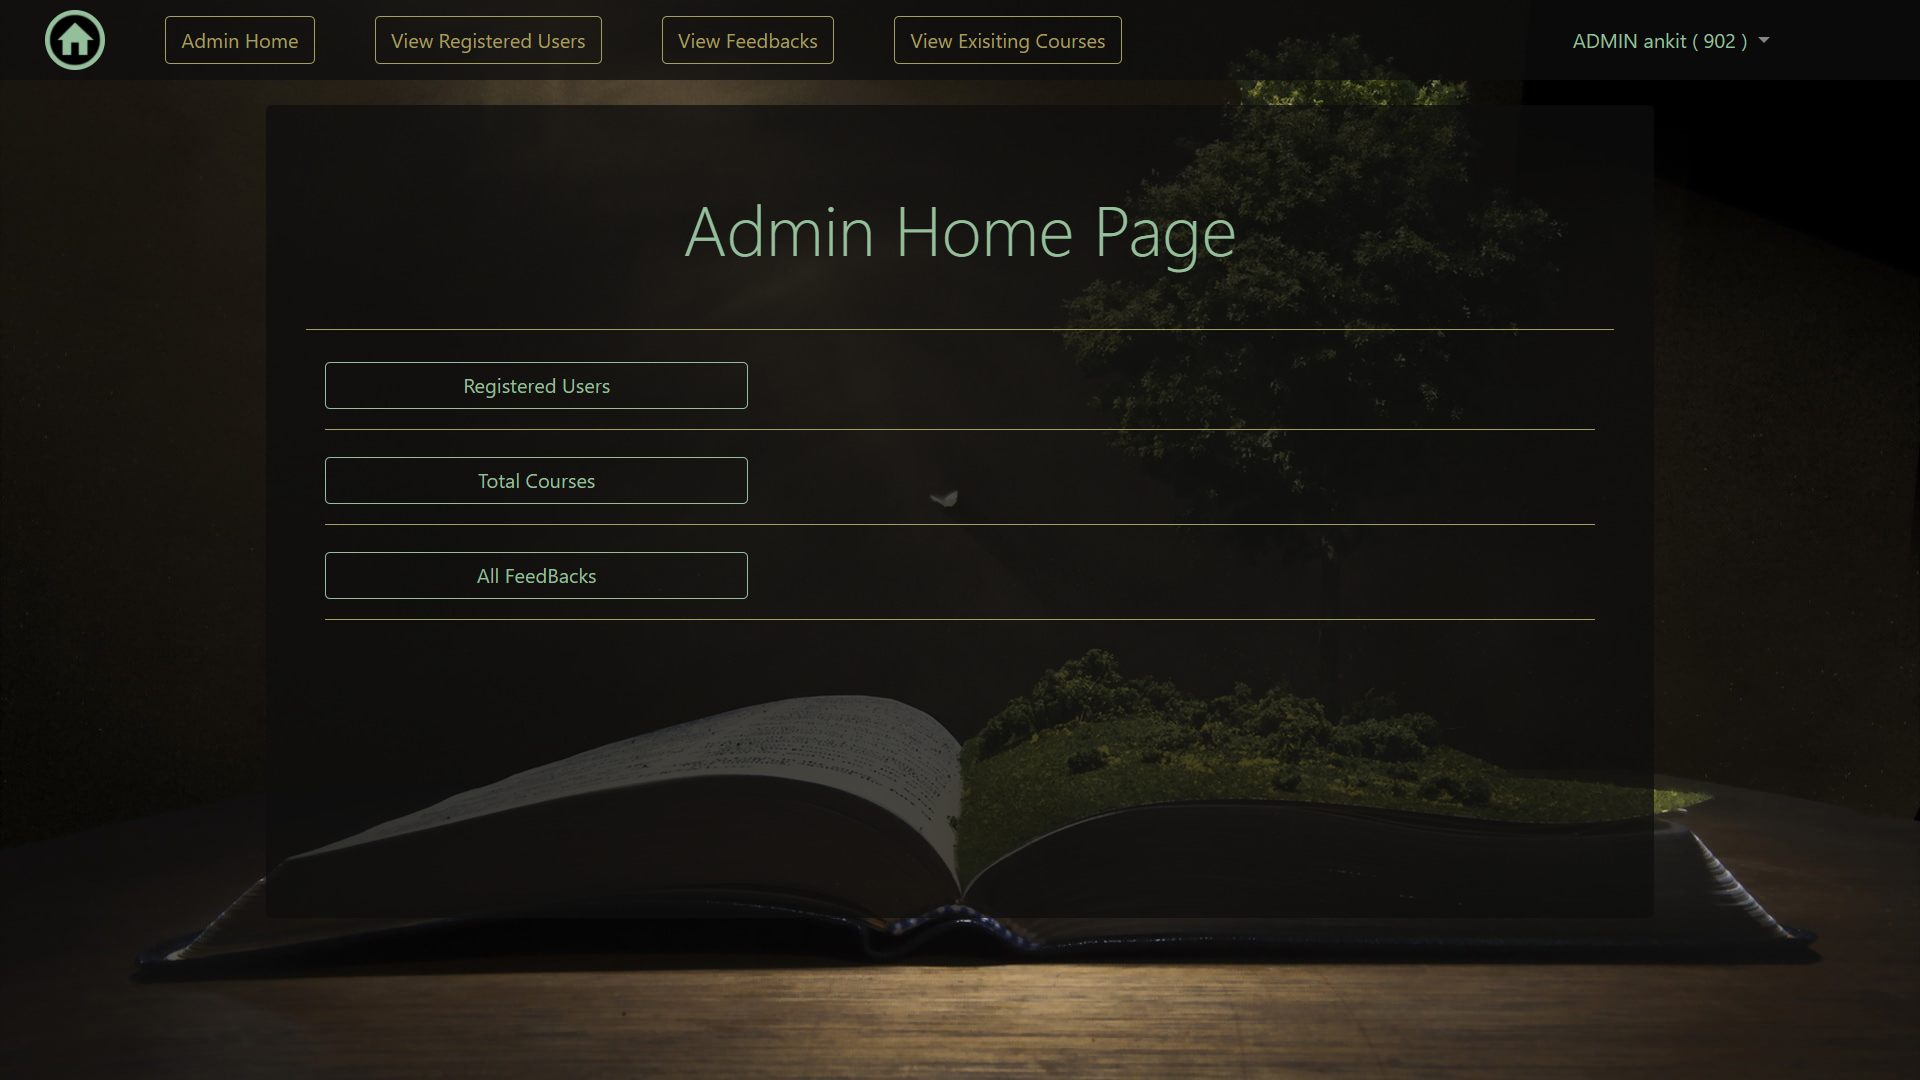 Admin Home
View Registered Users
View Feedbacks
View Exisiting Courses
ADMIN ankit ( 902 )
Admin Home Page
Registered Users
Total Courses
All FeedBacks